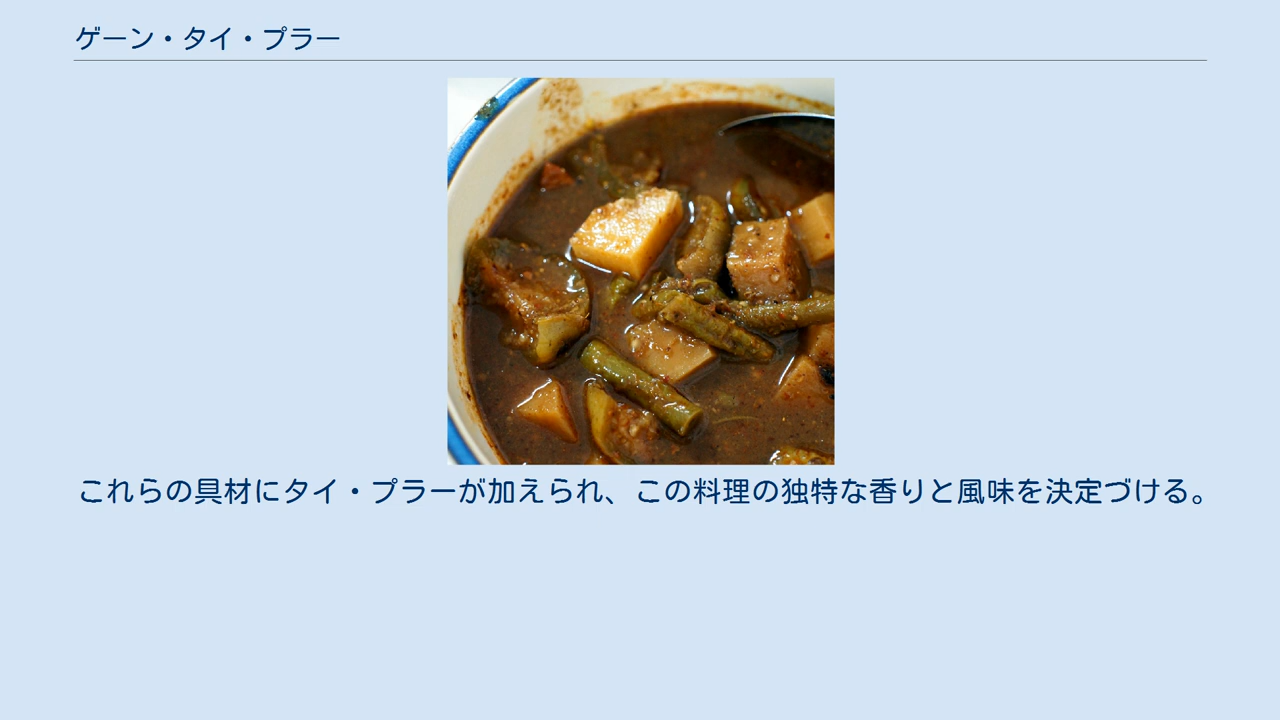 ゲーン・タイ・プラー
これらの具材にタイ・プラーが加えられ、この料理の独特な香りと風味を決定づける。